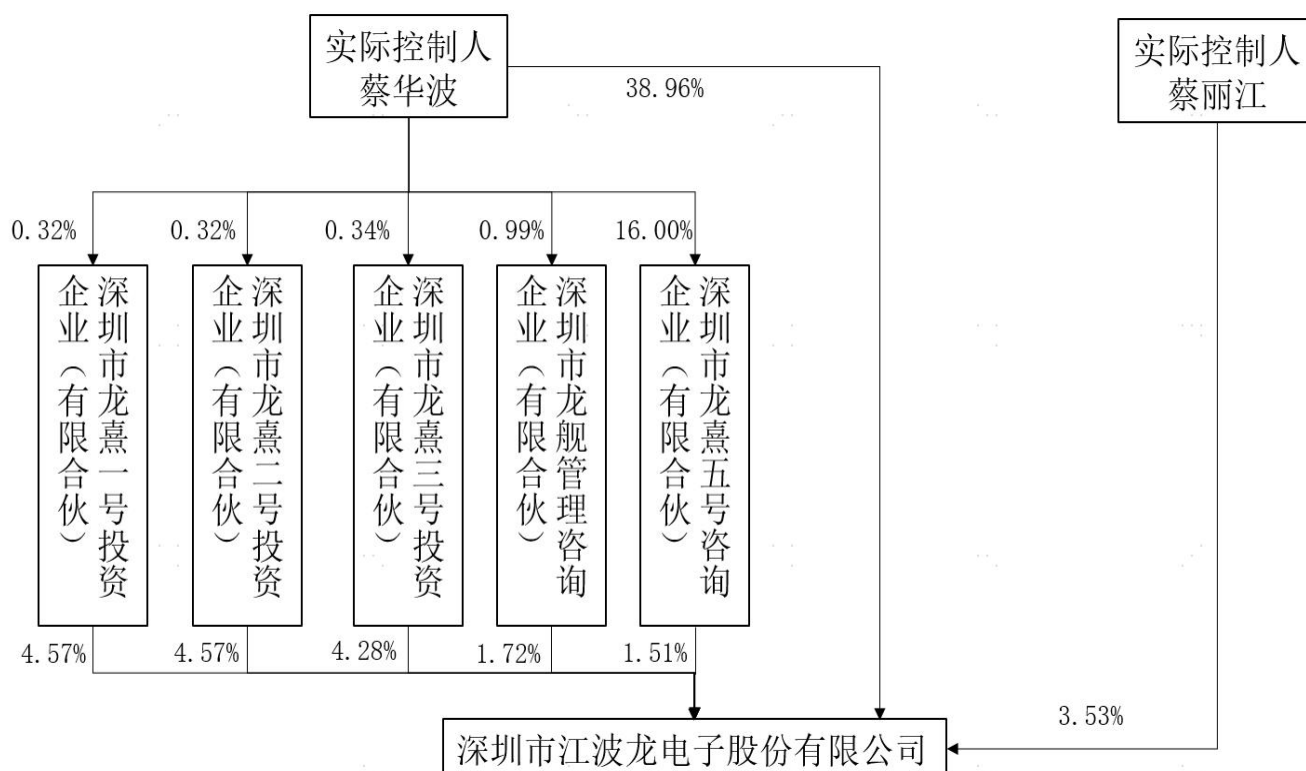 实际控制人
蔡华波
实际控制人
蔡丽江
38.96%
0.32%
0.32%
0.34%
0.99%
16.00%
深圳市龙熹一号投资
企业（有限合伙）
深圳市龙熹二号投资
企业（有限合伙）
深圳市龙熹三号投资
企业（有限合伙）
深圳市龙舰管理咨询
企业（有限合伙）
深圳市龙熹五号咨询
企业（有限合伙）
4.57%
4.57%
4.28%
1.72%
1.51%
3.53%
深圳市江波龙电子股份有限公司